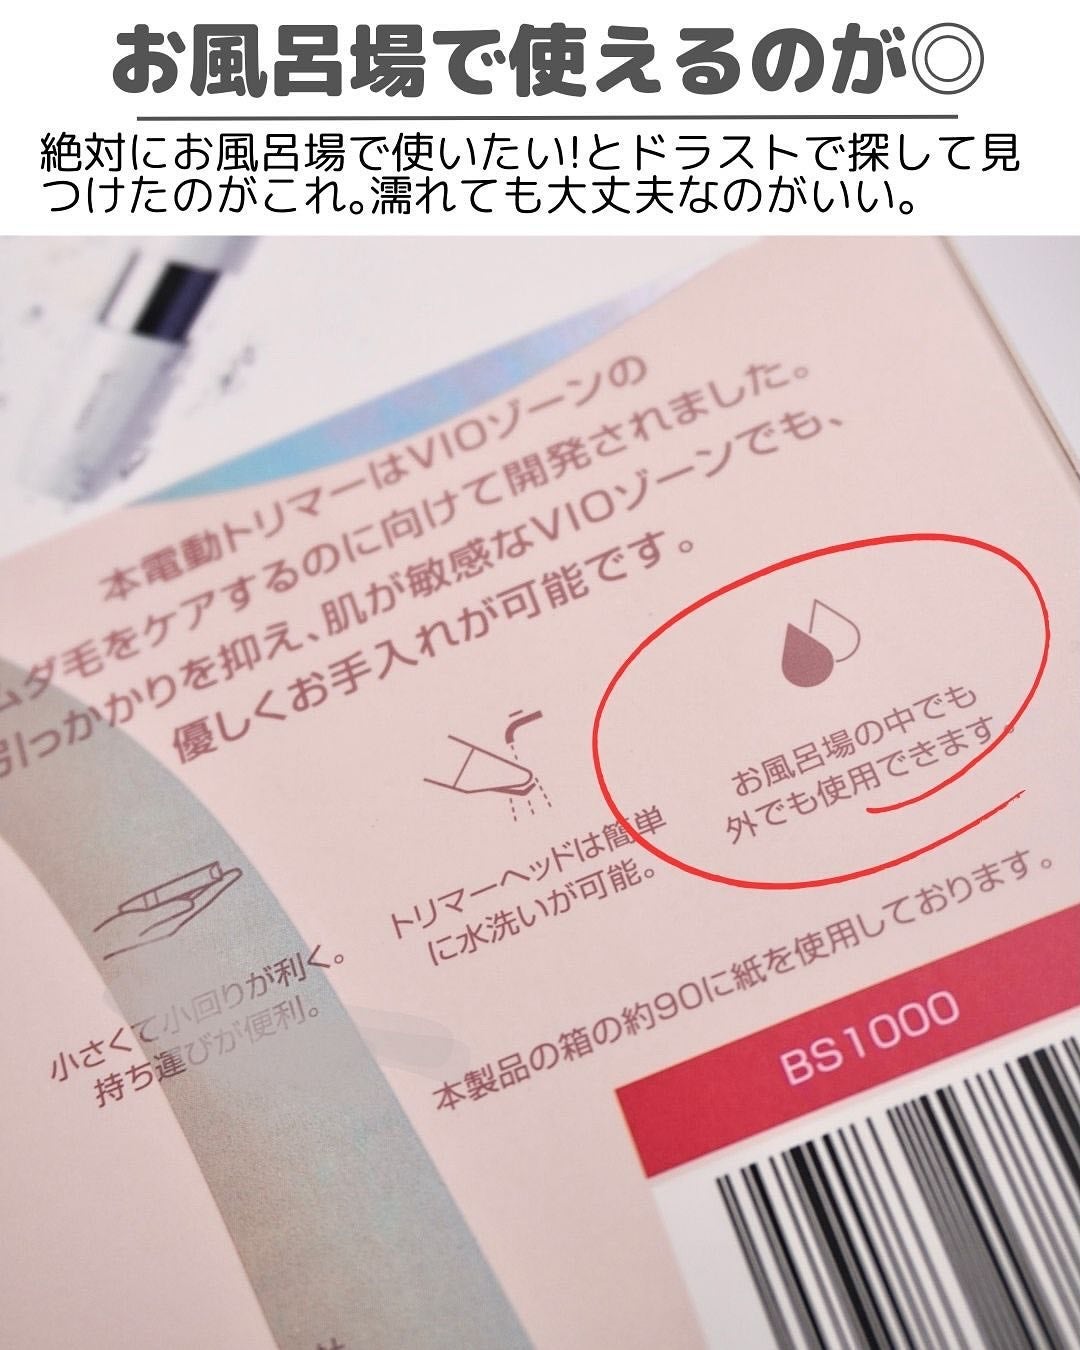 お風呂場で使えるのが◎
絶対にお風呂場で使いたい!とドラストで探して見
つけたのがこれ。濡れても大丈夫なのがいい。
本電動トリマーはVIOゾーンの
ムダ毛をケアするのに向けて開発されました。
引っかかりを抑え、肌が敏感なVIOゾーンでも、
優しくお手入れが可能です。
お風呂場の中でも
外でも使用できます。
トリマーヘッドは簡単
に水洗いが可能。
小さくて小回りが利く。
持ち運びが便利。
本製品の箱の約90に紙を使用しております。
BS1000